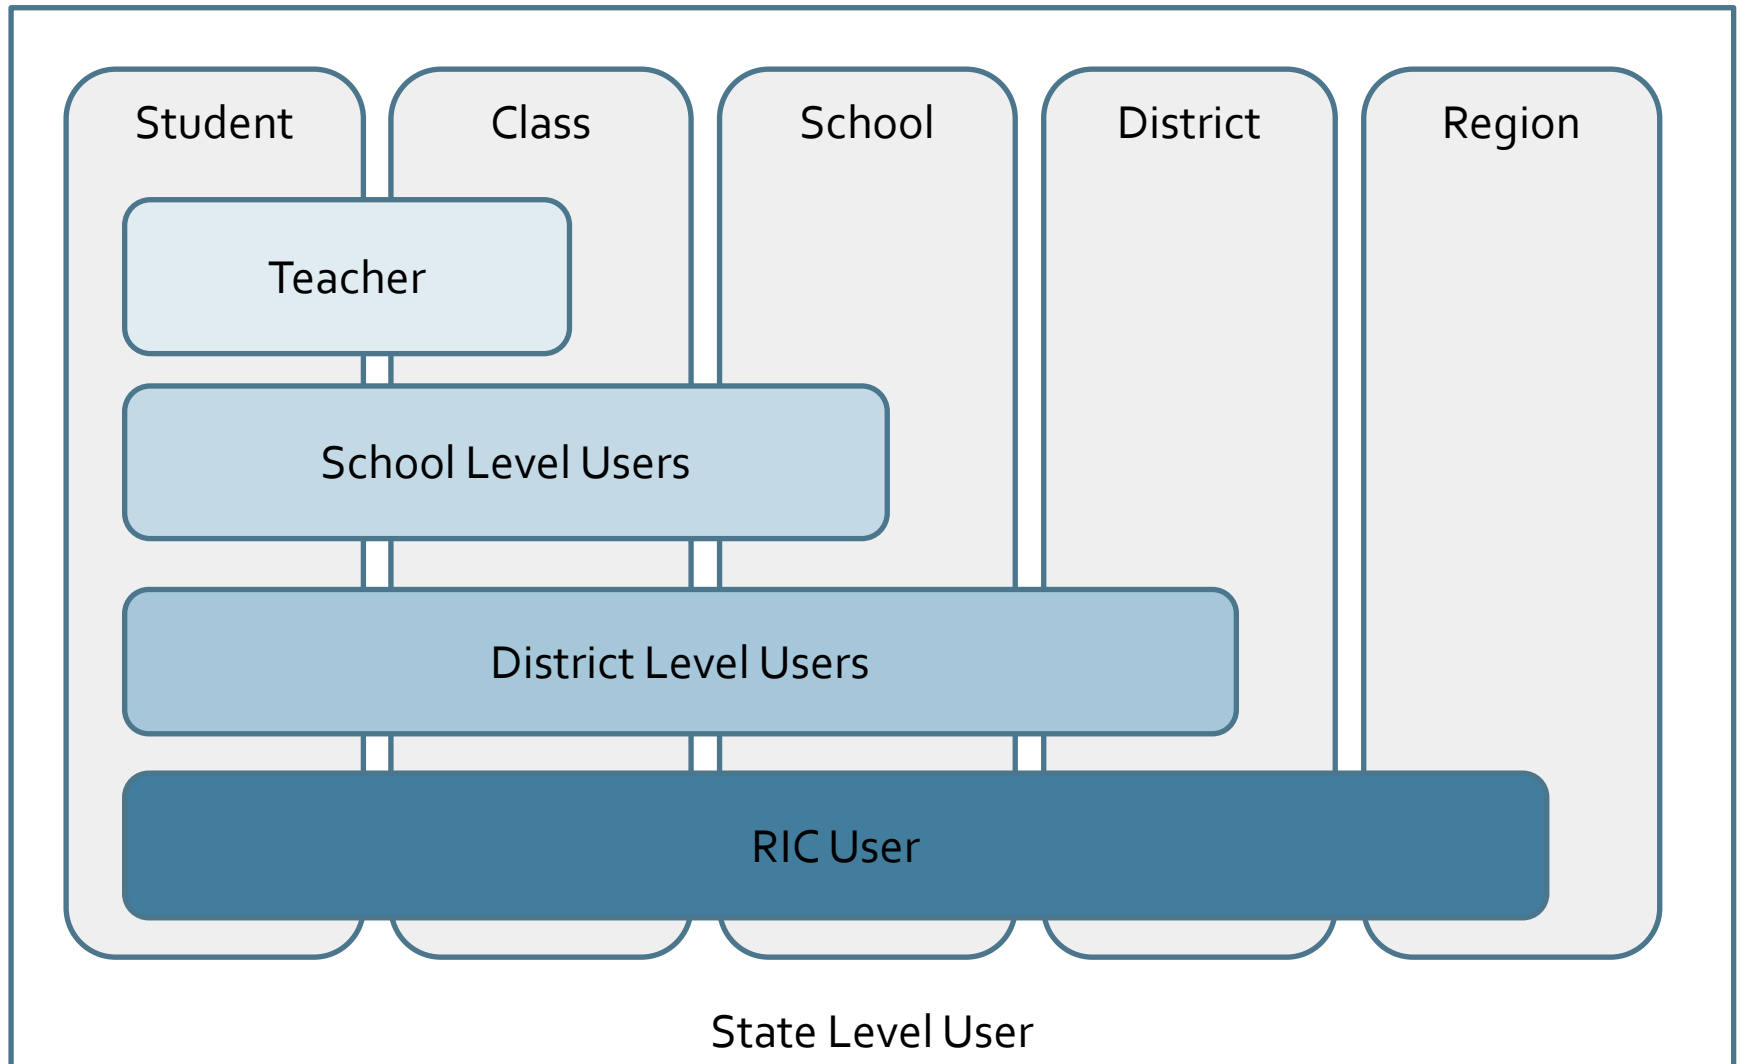 Student
Class
School
District
Region
Teacher
School Level Users
District Level Users
RIC User
State Level User